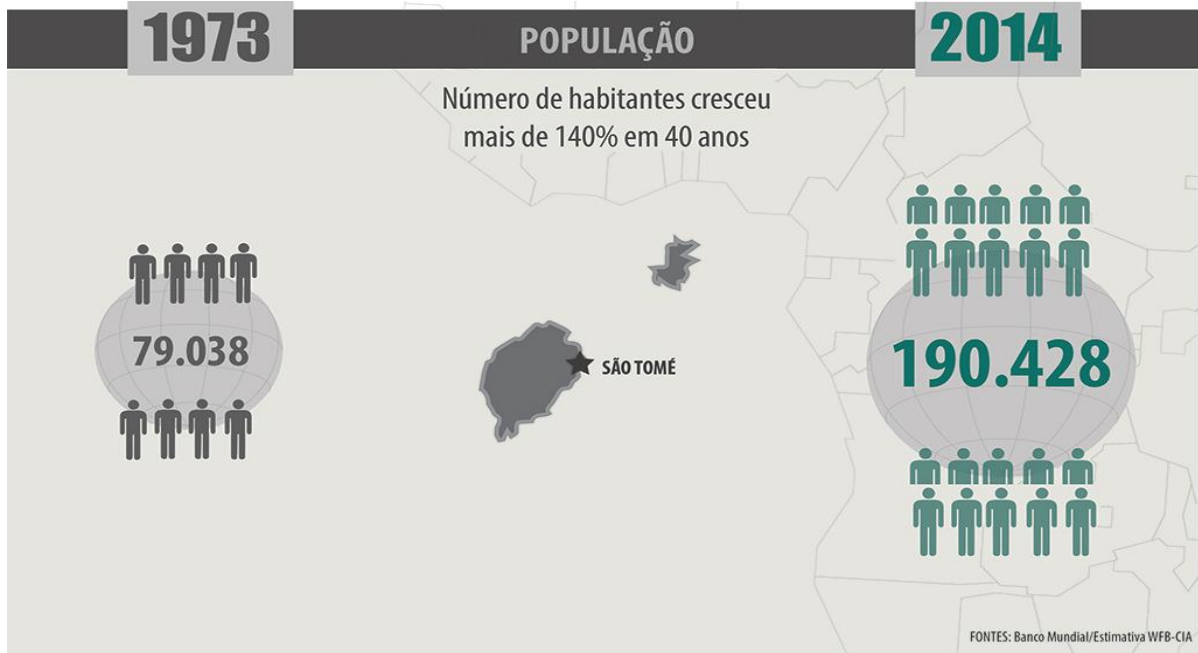 1973
POPULAÇÃO
2014
Número de habitantes cresceu
mais de 140% em 40 anos
79.038
SÃO TOMÉ
190.428
FONTES: Banco Mundial/Estimativa WFB-CIA